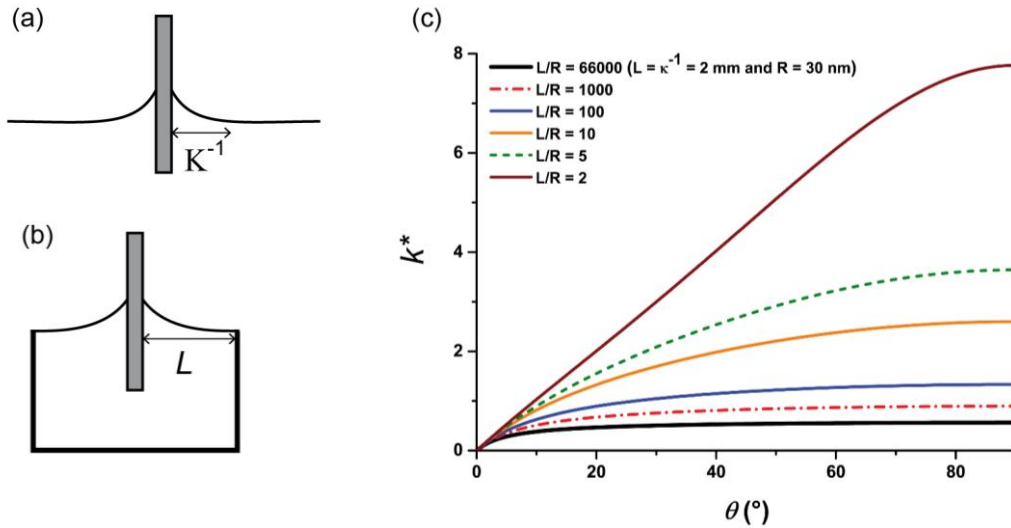 (a)
K⁻¹
(b)
L
(c)
8
6
4
2
0
k*
L/R = 66000 (L = κ⁻¹ = 2 mm and R = 30 nm)
L/R = 1000
L/R = 100
L/R = 10
L/R = 5
L/R = 2
0 20 40 60 80
θ (°)